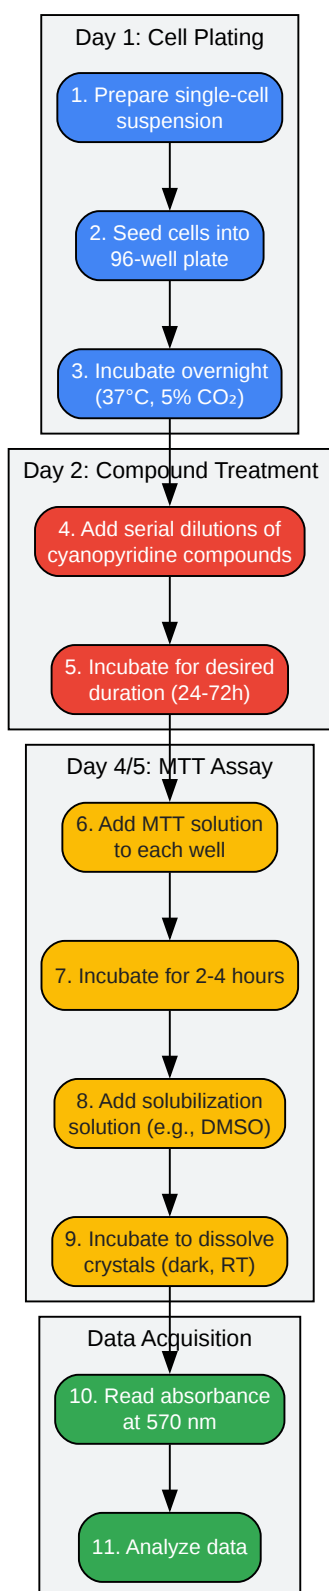 Day 1: Cell Plating
1. Prepare single-cell
suspension
2. Seed cells into
96-well plate
3. Incubate overnight
(37°C, 5% CO₂)
Day 2: Compound Treatment
4. Add serial dilutions of
cyanopyridine compounds
5. Incubate for desired
duration (24-72h)
Day 4/5: MTT Assay
6. Add MTT solution
to each well
7. Incubate for 2-4 hours
8. Add solubilization
solution (e.g., DMSO)
9. Incubate to dissolve
crystals (dark, RT)
Data Acquisition
10. Read absorbance
at 570 nm
11. Analyze data